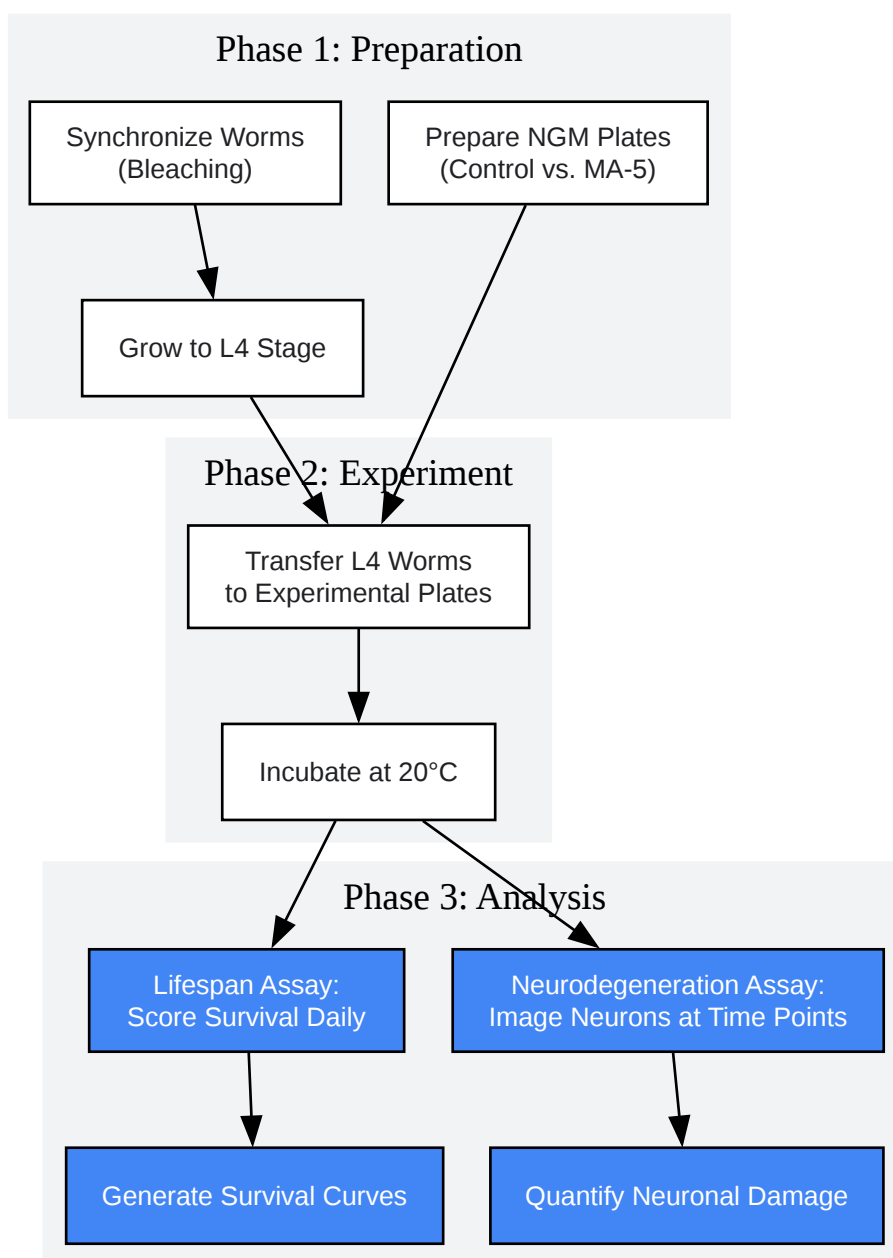 Phase 1: Preparation
Synchronize Worms
(Bleaching)
Prepare NGM Plates
(Control vs. MA-5)
Grow to L4 Stage
Phase 2: Experiment
Transfer L4 Worms
to Experimental Plates
Incubate at 20°C
Phase 3: Analysis
Lifespan Assay:
Score Survival Daily
Neurodegeneration Assay:
Image Neurons at Time Points
Generate Survival Curves
Quantify Neuronal Damage